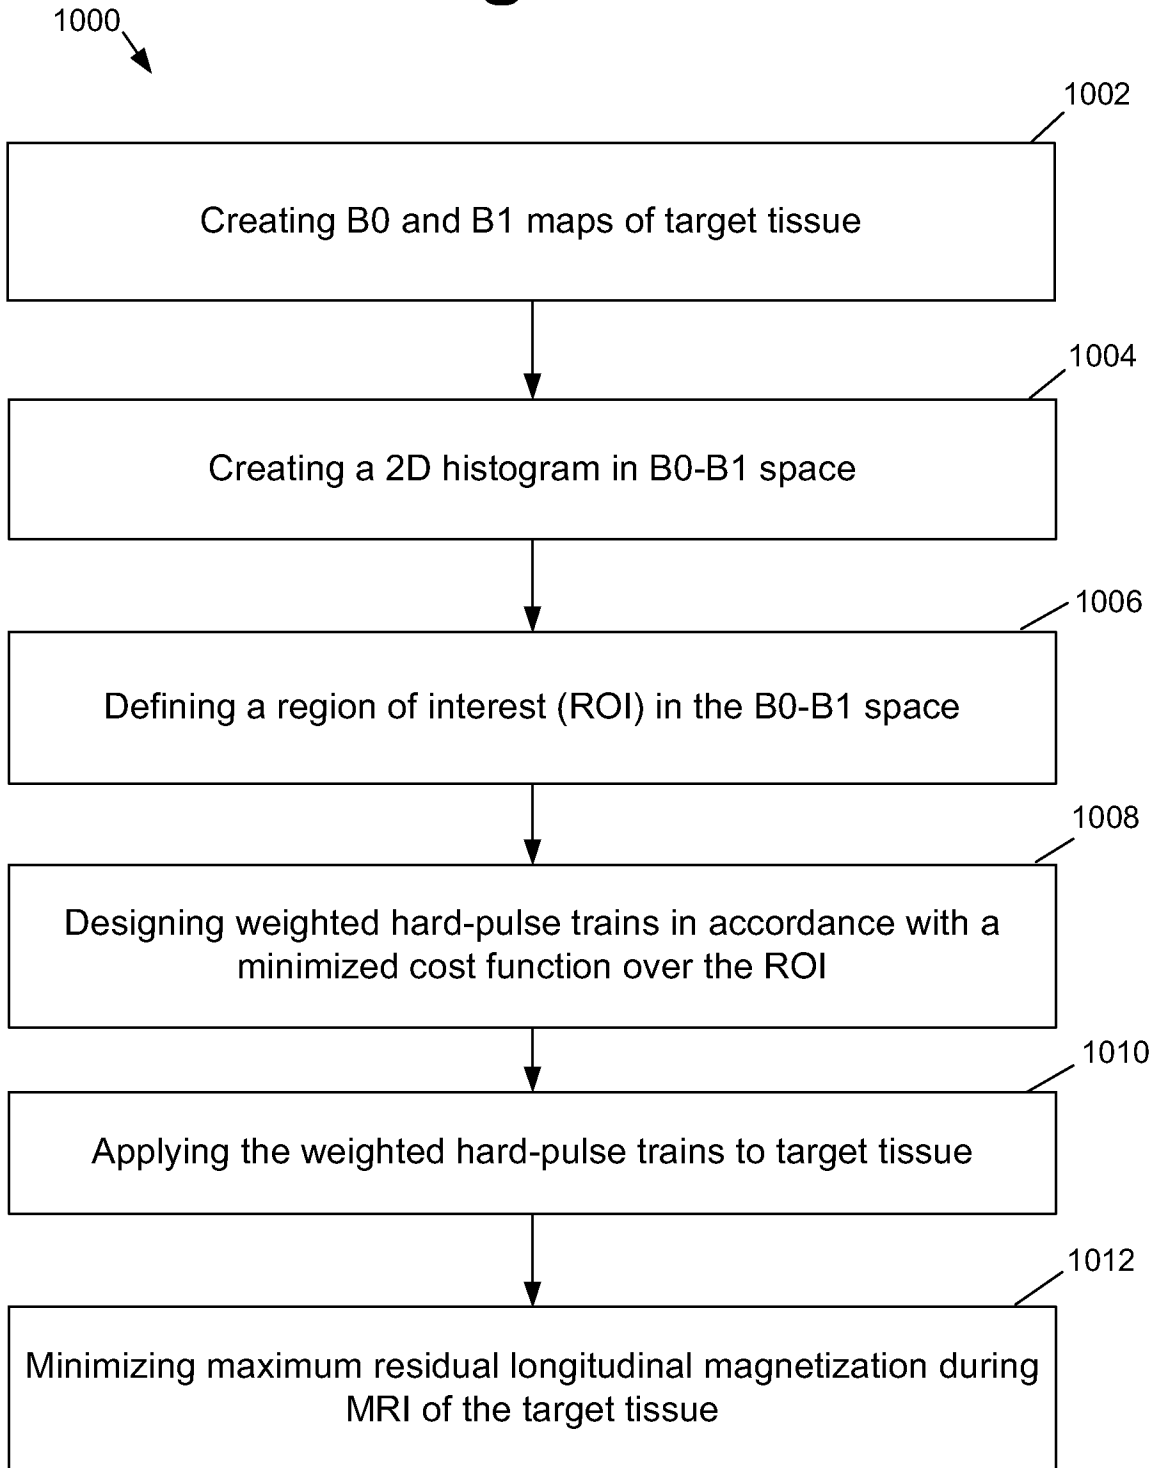 1000
1002
Creating B0 and B1 maps of target tissue
1004
Creating a 2D histogram in B0-B1 space
1006
Defining a region of interest (ROI) in the B0-B1 space
1008
Designing weighted hard-pulse trains in accordance with a
minimized cost function over the ROI
1010
Applying the weighted hard-pulse trains to target tissue
1012
Minimizing maximum residual longitudinal magnetization during
MRI of the target tissue